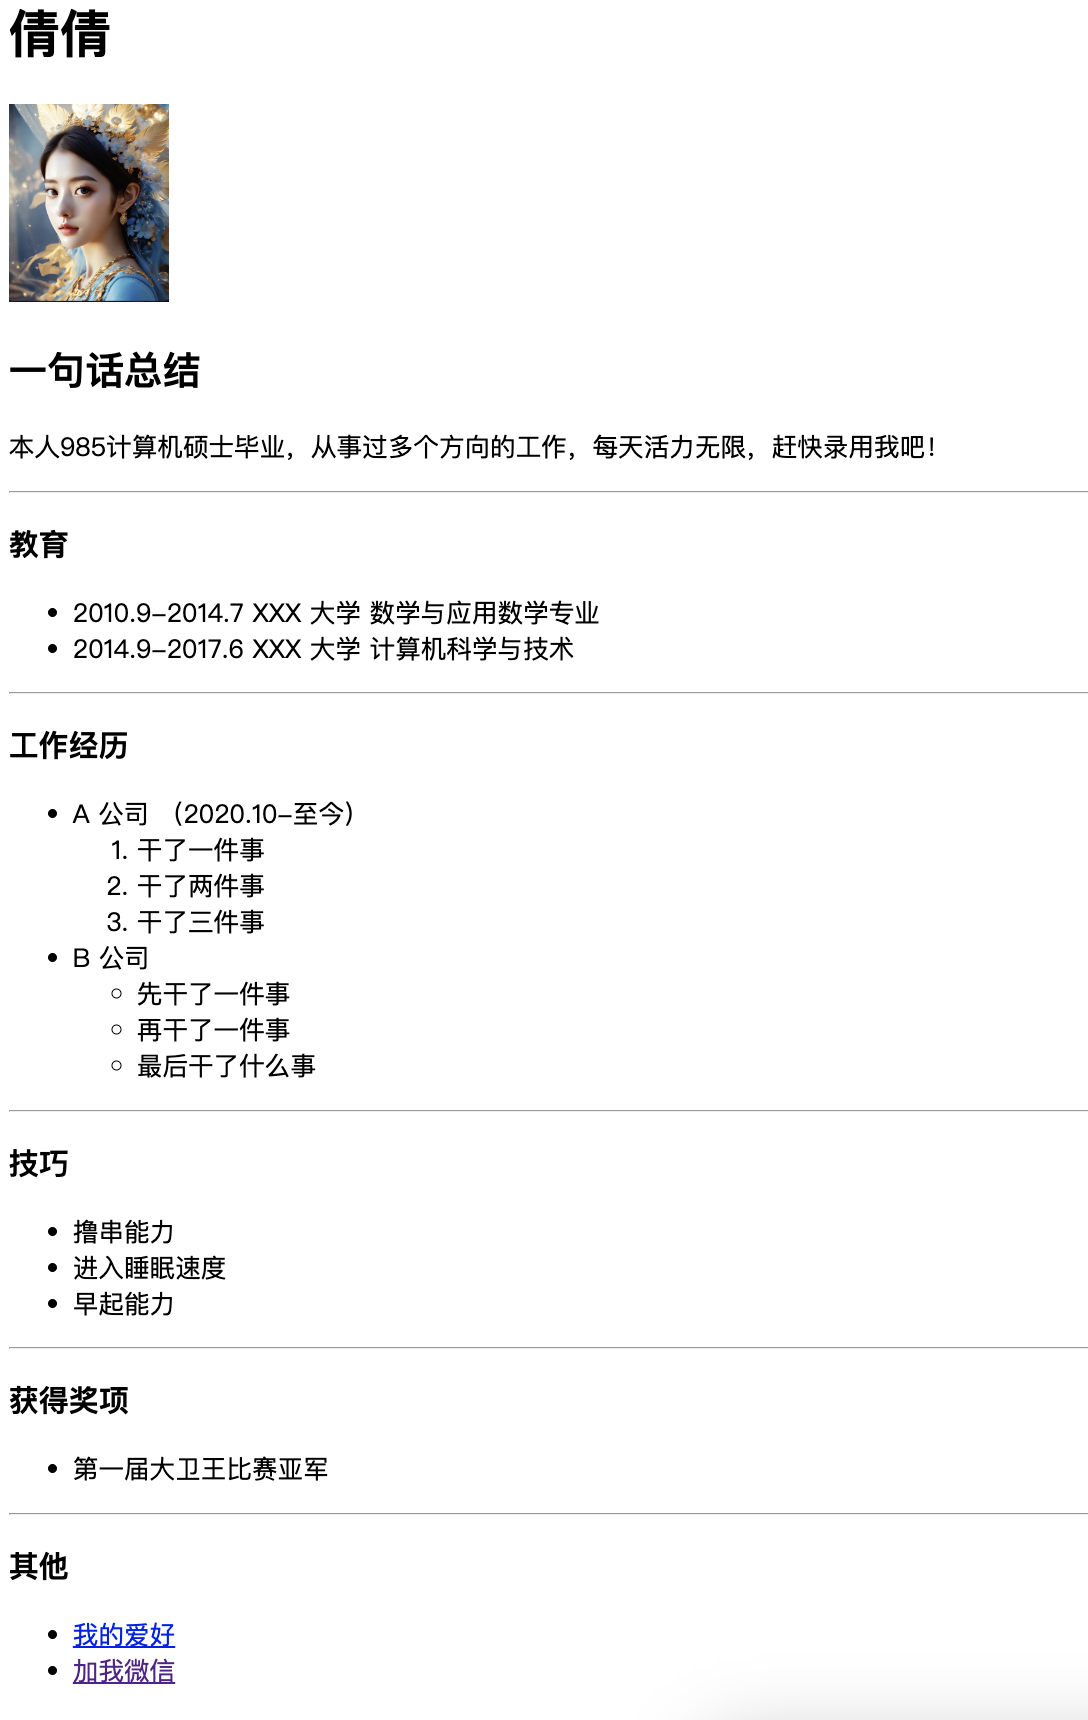 倩倩
一句话总结
本人985计算机硕士毕业，从事过多个方向的工作，每天活力无限，赶快录用我吧！
教育
2010.9-2014.7 XXX 大学 数学与应用数学专业
2014.9-2017.6 XXX 大学 计算机科学与技术
工作经历
A 公司 （2020.10-至今）
1. 干了一件事
2. 干了两件事
3. 干了三件事
B 公司
先干了一件事
再干了一件事
最后干了什么事
技巧
撸串能力
进入睡眠速度
早起能力
获得奖项
第一届大卫王比赛亚军
其他
我的爱好
加我微信